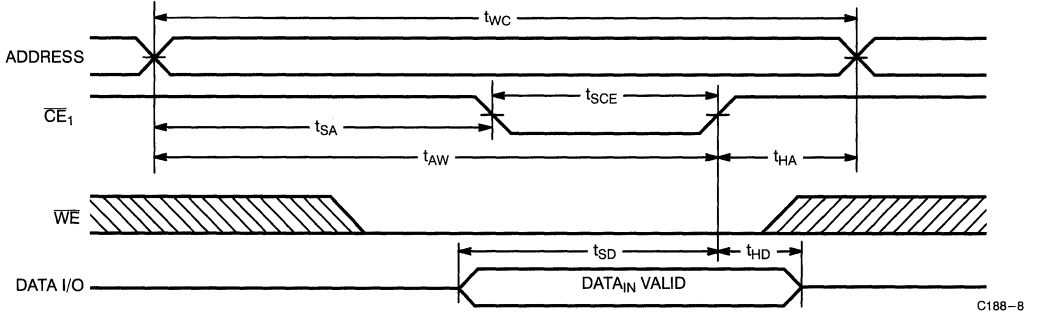 tWC
ADDRESS
tSCE
CE1
tSA
tAW
tHA
WE
tSD
tHD
DATA I/O
DATAIN VALID
C188-8